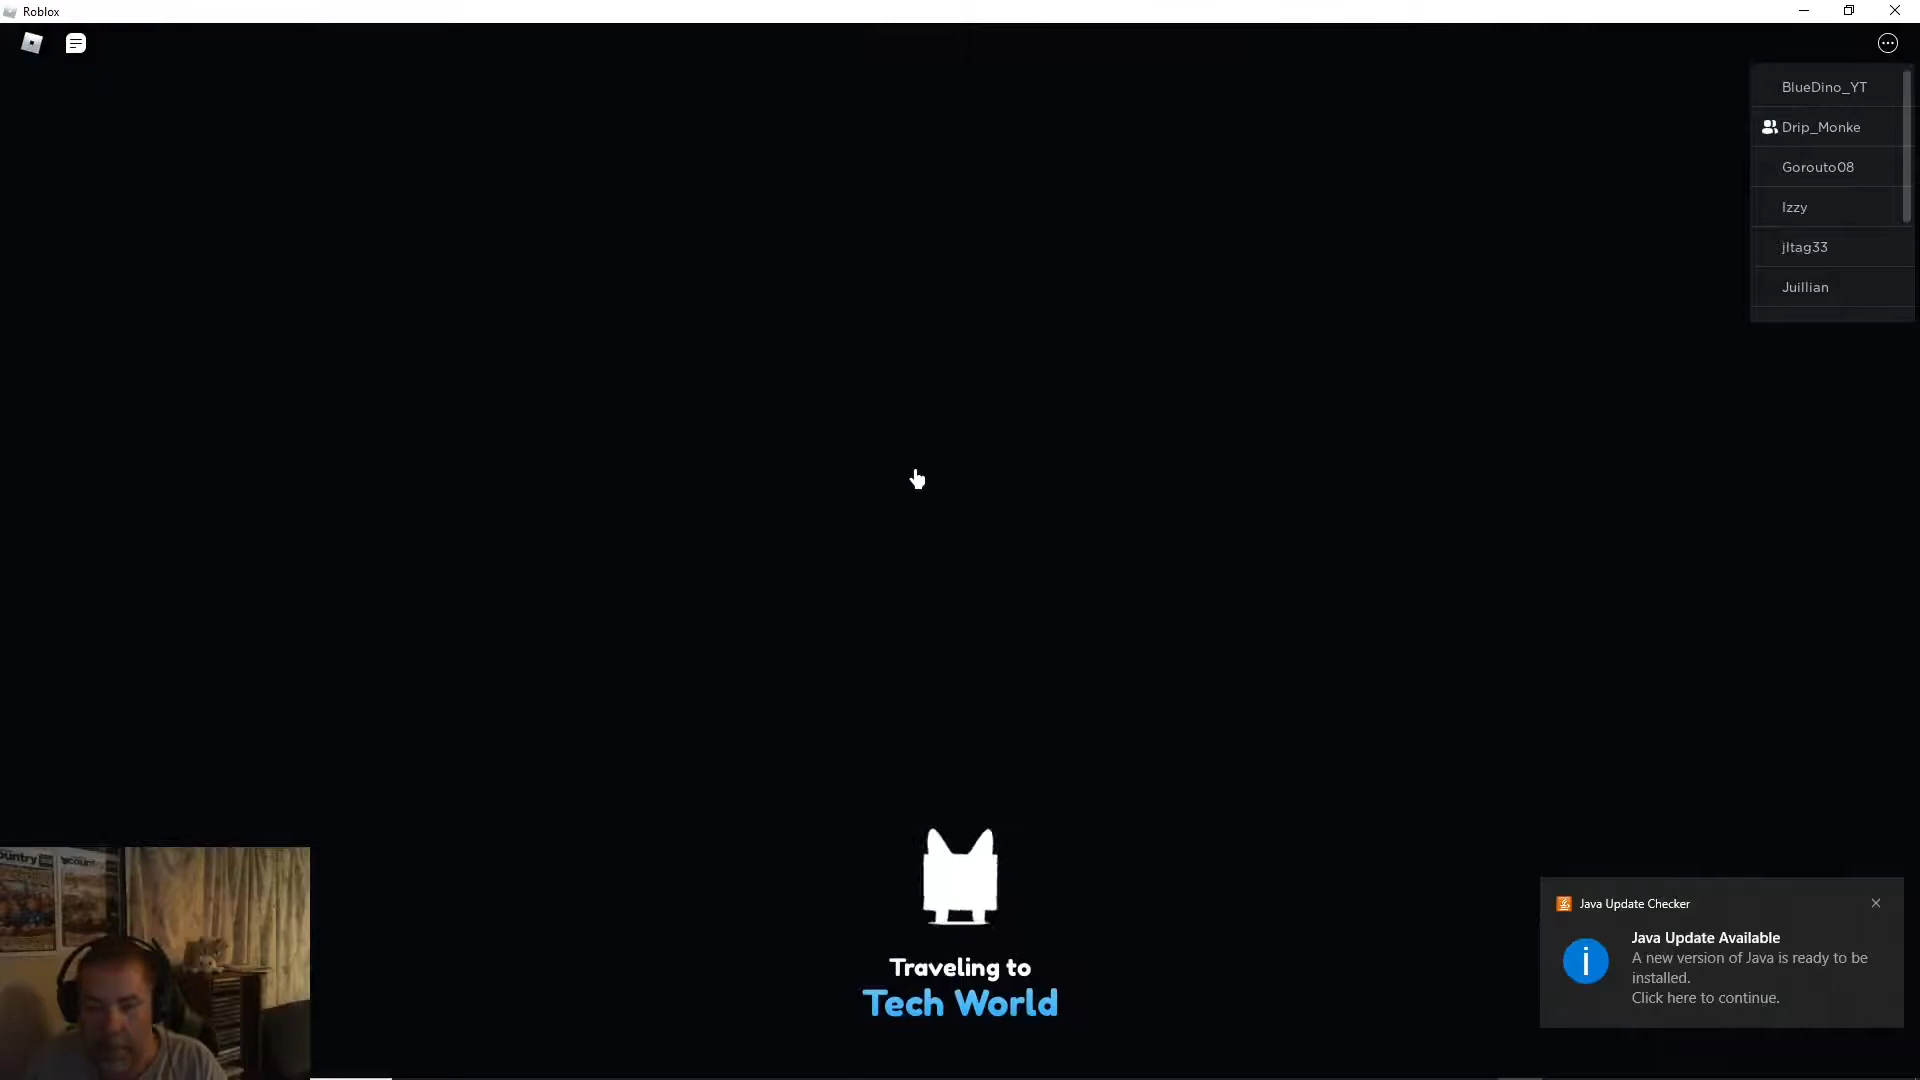 Roblox
BlueDino_YT
Drip_Monke
Gorouto08
Izzy
jltag33
Juillian
Traveling to
Tech World
Java Update Checker
Java Update Available
A new version of Java is ready to be
installed.
Click here to continue.